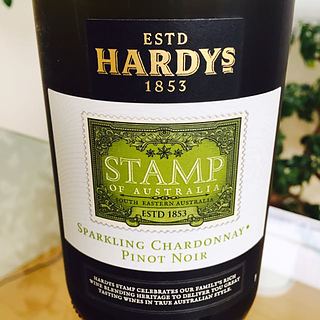 ESTD
HARDYS
1853
STAMP
OF AUSTRALIA
SOUTH EASTERN AUSTRALIA
ESTD 1853
SPARKLING CHARDONNAY •
PINOT NOIR
HARDYS STAMP CELEBRATES OUR FAMILY'S RICH
WINE BLENDING HERITAGE TO DELIVER YOU GREAT
TASTING WINES IN TRUE AUSTRALIAN STYLE.